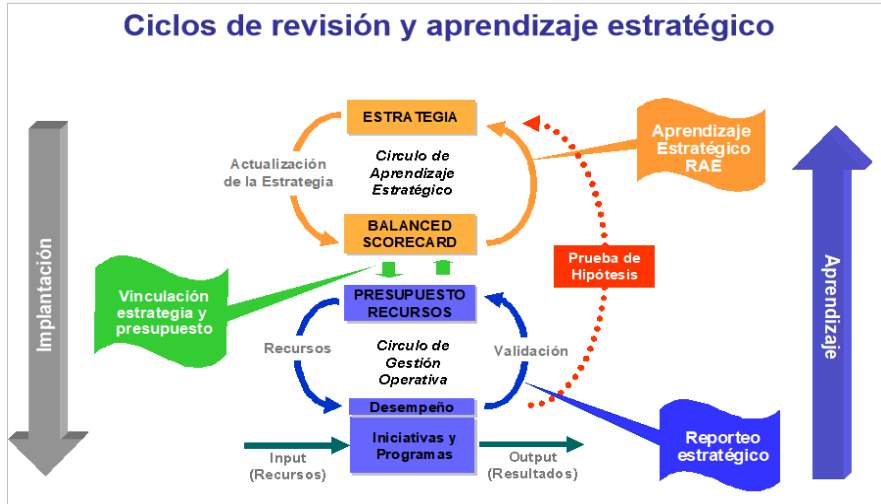 Ciclos de revisión y aprendizaje estratégico
ESTRATEGIA
Actualización
de la Estrategia
Circulo de
Aprendizaje
Estratégico
Aprendizaje
Estratégico
RAE
BALANCED
SCORECARD
Prueba de
Hipótesis
Implantación
Aprendizaje
Vinculación
estrategia y
presupuesto
PRESUPUESTO
RECURSOS
Recursos
Circulo de
Gestión
Operativa
Validación
Desempeño
Iniciativas y
Programas
Input
(Recursos)
Output
(Resultados)
Reporteo
estratégico